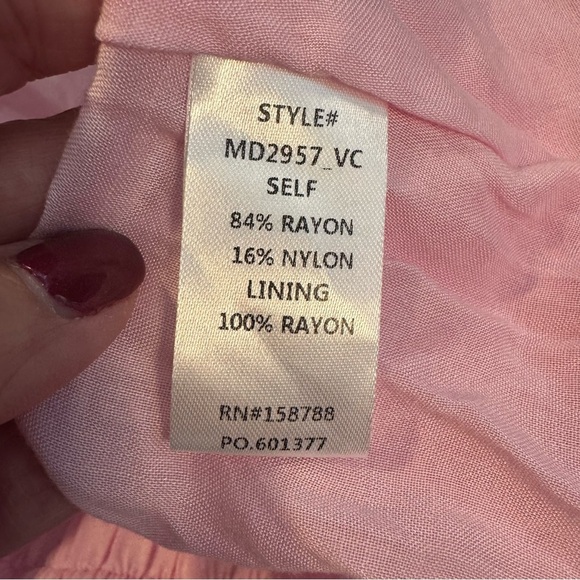 STYLE#
MD2957_VC
SELF
84% RAYON
16% NYLON
LINING
100% RAYON
RN#158788
PO.601377